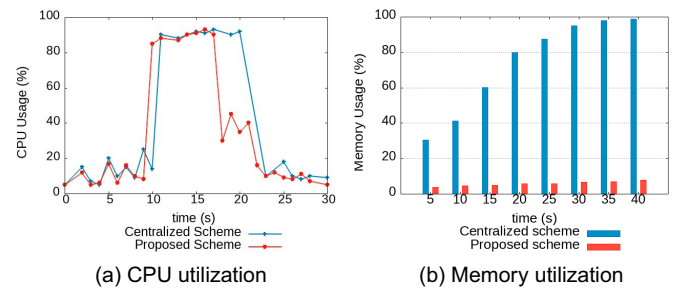 100
80
60
40
20
0
CPU Usage (%)
0 5 10 15 20 25 30
time (s)
Centralized Scheme
Proposed Scheme
(a) CPU utilization
100
80
60
40
20
0
Memory Usage (%)
5 10 15 20 25 30 35 40
time (s)
Centralized scheme
Proposed scheme
(b) Memory utilization